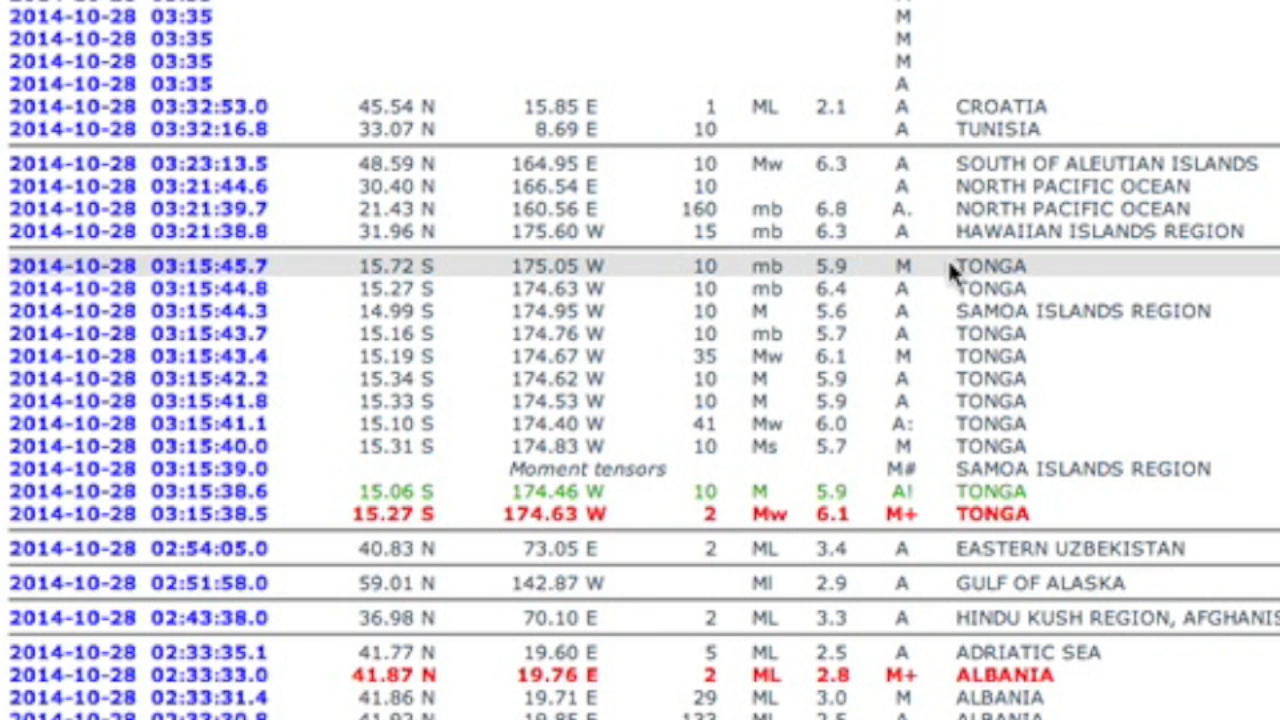 2014-10-28 03:35 M
2014-10-28 03:35 M
2014-10-28 03:35 M
2014-10-28 03:35 A
2014-10-28 03:32:53.0 45.54 N 15.85 E 1 ML 2.1 A CROATIA
2014-10-28 03:32:16.8 33.07 N 8.69 E 10 A TUNISIA
2014-10-28 03:23:13.5 48.59 N 164.95 E 10 Mw 6.3 A SOUTH OF ALEUTIAN ISLANDS
2014-10-28 03:21:44.6 30.40 N 166.54 E 10 A NORTH PACIFIC OCEAN
2014-10-28 03:21:39.7 21.43 N 160.56 E 160 mb 6.8 A. NORTH PACIFIC OCEAN
2014-10-28 03:21:38.8 31.96 N 175.60 W 15 mb 6.3 A HAWAIIAN ISLANDS REGION
2014-10-28 03:15:45.7 15.72 S 175.05 W 10 mb 5.9 M TONGA
2014-10-28 03:15:44.8 15.27 S 174.63 W 10 mb 6.4 A TONGA
2014-10-28 03:15:44.3 14.99 S 174.95 W 10 M 5.6 A SAMOA ISLANDS REGION
2014-10-28 03:15:43.7 15.16 S 174.76 W 10 mb 5.7 A TONGA
2014-10-28 03:15:43.4 15.19 S 174.67 W 35 Mw 6.1 M TONGA
2014-10-28 03:15:42.2 15.34 S 174.62 W 10 M 5.9 A TONGA
2014-10-28 03:15:41.8 15.33 S 174.53 W 10 M 5.9 A TONGA
2014-10-28 03:15:41.1 15.10 S 174.40 W 41 Mw 6.0 A: TONGA
2014-10-28 03:15:40.0 15.31 S 174.83 W 10 Ms 5.7 M TONGA
2014-10-28 03:15:39.0 Moment tensors M# SAMOA ISLANDS REGION
2014-10-28 03:15:38.6 15.06 S 174.46 W 10 M 5.9 A! TONGA
2014-10-28 03:15:38.5 15.27 S 174.63 W 2 Mw 6.1 M+ TONGA
2014-10-28 02:54:05.0 40.83 N 73.05 E 2 ML 3.4 A EASTERN UZBEKISTAN
2014-10-28 02:51:58.0 59.01 N 142.87 W Ml 2.9 A GULF OF ALASKA
2014-10-28 02:43:38.0 36.98 N 70.10 E 2 ML 3.3 A HINDU KUSH REGION, AFGHANIS
2014-10-28 02:33:35.1 41.77 N 19.60 E 5 ML 2.5 A ADRIATIC SEA
2014-10-28 02:33:33.0 41.87 N 19.76 E 2 ML 2.8 M+ ALBANIA
2014-10-28 02:33:31.4 41.86 N 19.71 E 29 ML 3.0 M ALBANIA